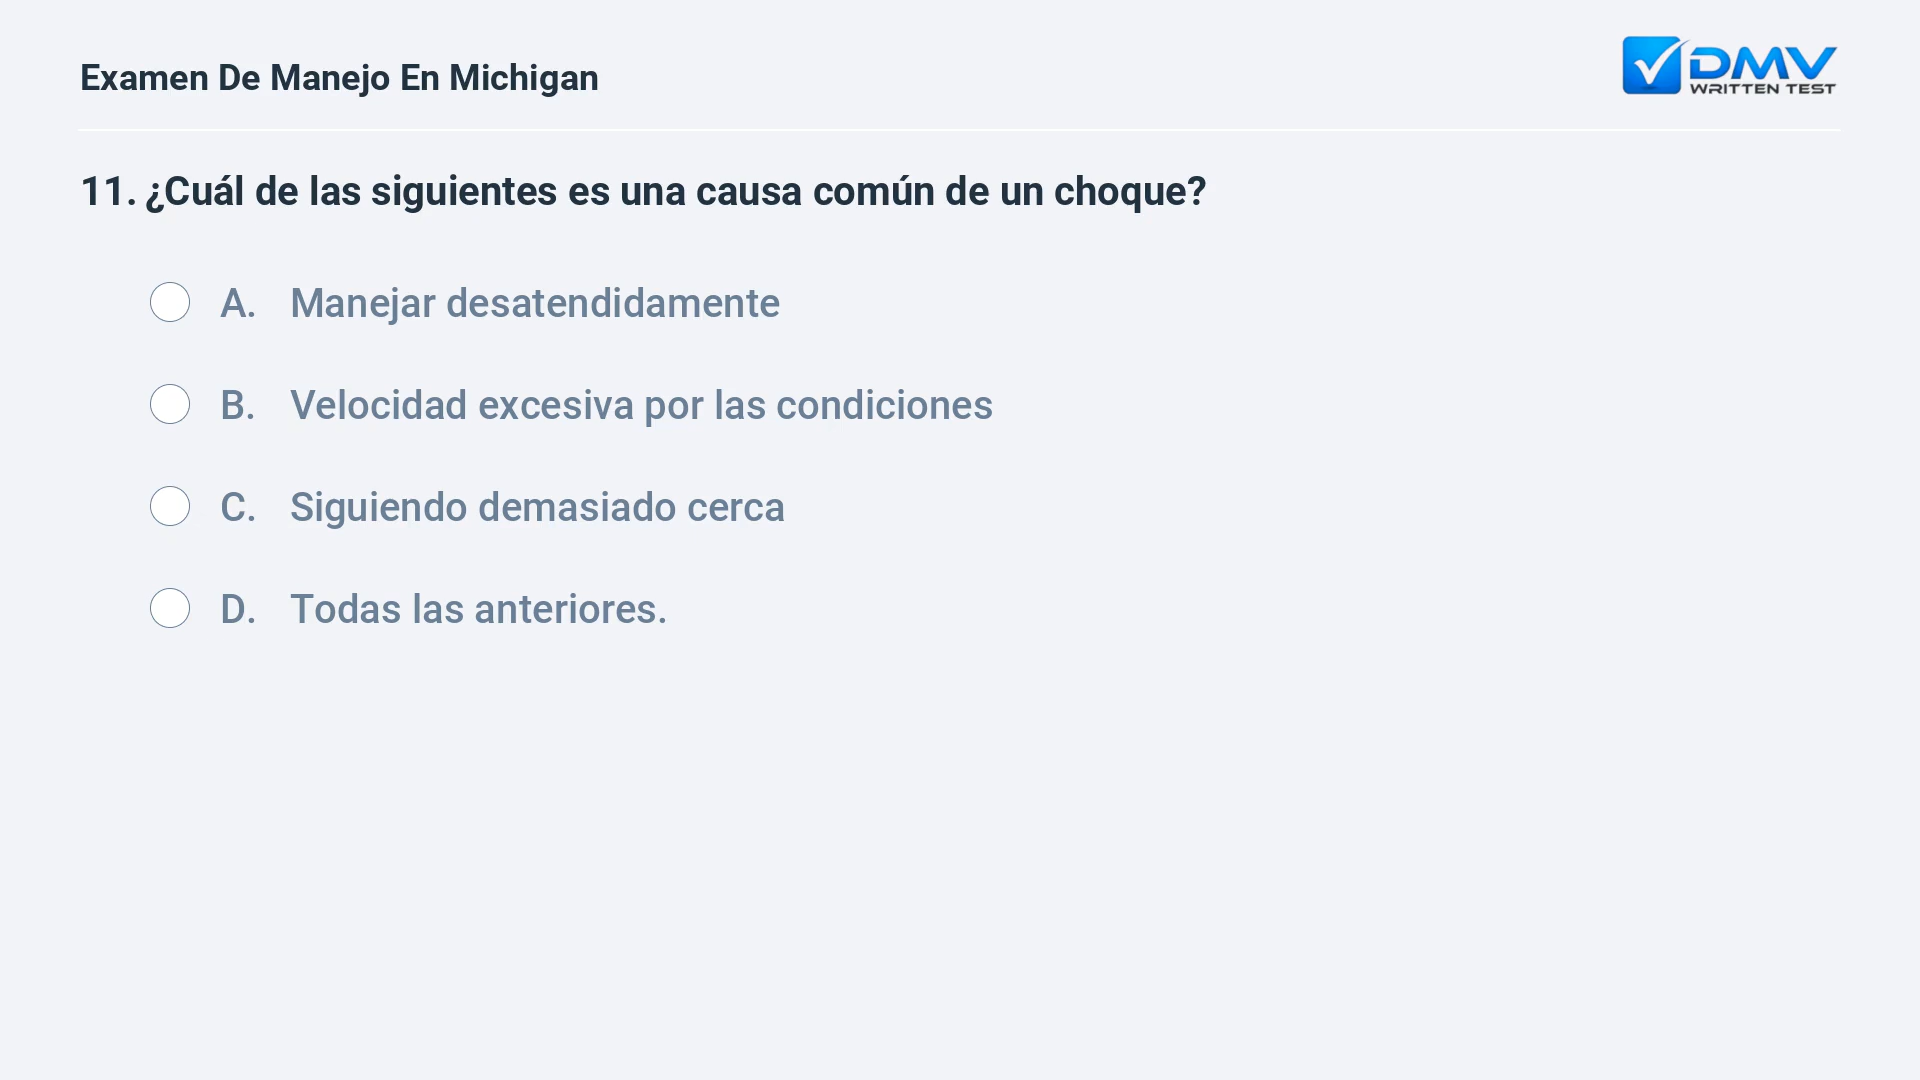 Examen De Manejo En Michigan
DMV
WRITTEN TEST
11. ¿Cuál de las siguientes es una causa común de un choque?
A. Manejar desatendidamente
B. Velocidad excesiva por las condiciones
C. Siguiendo demasiado cerca
D. Todas las anteriores.